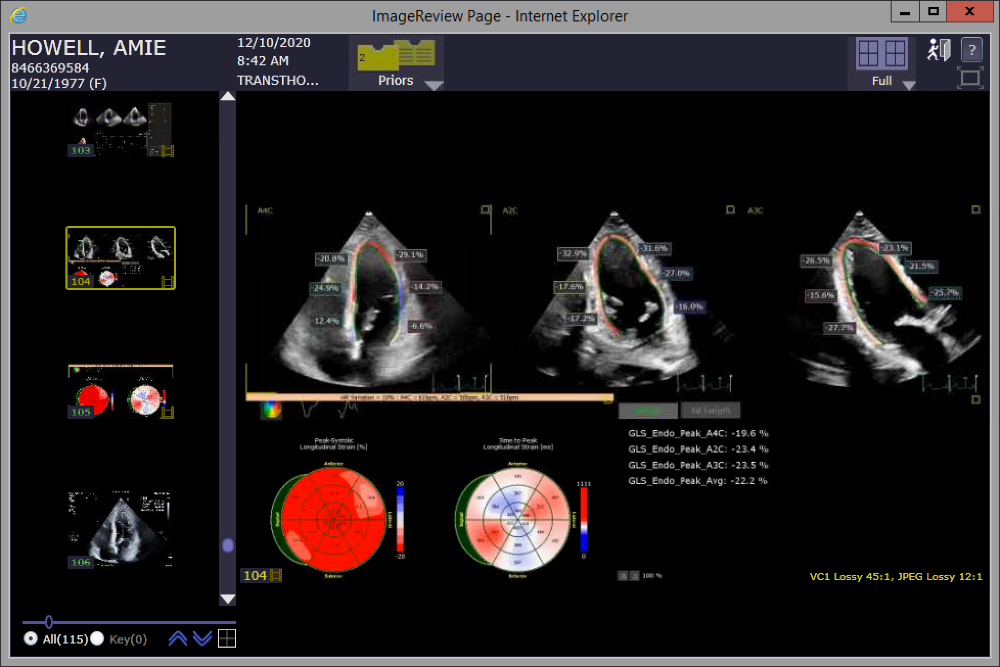 ImageReview Page - Internet Explorer
HOWELL, AMIE
8466369584
10/21/1977 (F)
12/10/2020
8:42 AM
TRANSTHO...
2
Priors
Full
?
103
104
105
106
A4C
A2C
A3C
-20.8%
-29.1%
24.9%
-14.2%
12.4%
-6.6%
-32.9%
-31.6%
-27.0%
-17.6%
-16.0%
-17.2%
-23.1%
-26.5%
-21.5%
-25.7%
-15.6%
-27.7%
Peak-Systolic
Longitudinal Strain [%]
Anterior
Septal
Lateral
Inferior
20
-20
Time to Peak
Longitudinal Strain [ms]
Anterior
Septal
Lateral
Inferior
1111
0
GLS_Endo_Peak_A4C: -19.6 %
GLS_Endo_Peak_A2C: -23.4 %
GLS_Endo_Peak_A3C: -23.5 %
GLS_Endo_Peak_Avg: -22.2 %
104
100 %
VC1 Lossy 45:1, JPEG Lossy 12:1
All(115)
Key(0)